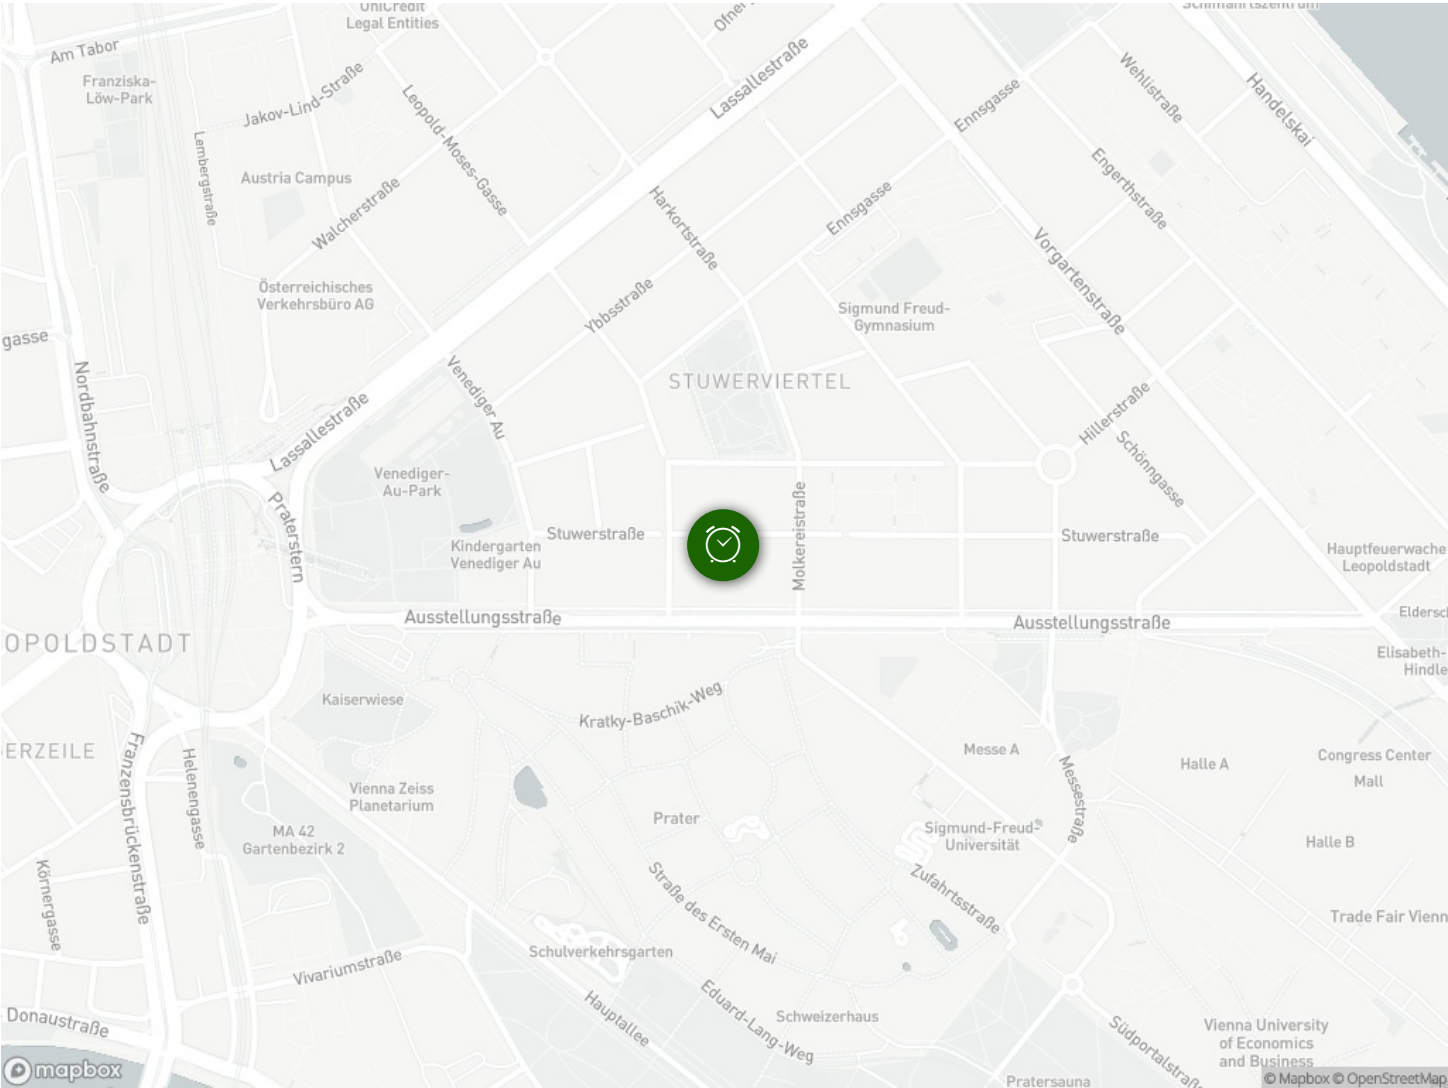 UniCredit
Legal Entities
Ofner
Schiffahrtszentrum
Am Tabor
Franziska-
Löw-Park
Jakov-Lind-Straße
Leopold-Moses-Gasse
Lassallestraße
Ennsgasse
Wehlistraße
Handelskai
Lembergstraße
Austria Campus
Walcherstraße
Harkortstraße
Ennsgasse
Engerthstraße
Vorgartenstraße
Österreichisches
Verkehrsbüro AG
Ybbsstraße
Sigmund Freud-
Gymnasium
gasse
Nordbahnstraße
Venediger Au
STUWERVIERTEL
Lassallestraße
Hillerstraße
Schönngasse
Venediger-
Au-Park
Praterstern
Molkereistraße
Stuwerstraße
Stuwerstraße
Kindergarten
Venediger Au
Hauptfeuerwache
Leopoldstadt
Ausstellungsstraße
Ausstellungsstraße
Eldersch
OPOLDSTADT
Elisabeth-
Hindle
Kaiserwiese
Kratky-Baschik-Weg
ERZEILE
Franzensbrückenstraße
Helenengasse
Messe A
Halle A
Congress Center
Mall
Messestraße
Vienna Zeiss
Planetarium
Prater
MA 42
Gartenbezirk 2
Sigmund-Freud-
Universität
Halle B
Körnergasse
Straße des Ersten Mai
Zufahrtsstraße
Trade Fair Vienn
Schulverkehrsgarten
Vivariumstraße
Hauptallee
Eduard-Lang-Weg
Schweizerhaus
Donaustraße
Südportalstraße
Vienna University
of Economics
and Business
Pratersauna
mapbox
© Mapbox © OpenStreetMap